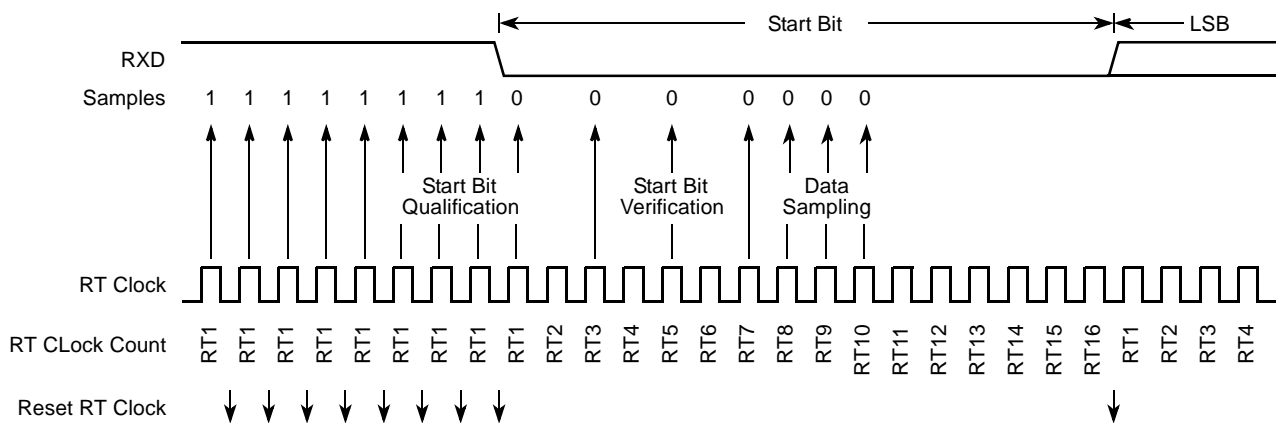 Start Bit LSB
RXD
Samples 1 1 1 1 1 1 1 1 0 0 0 0 0 0 0
Start Bit Qualification
Start Bit Verification
Data Sampling
RT Clock
RT CLock Count RT1 RT1 RT1 RT1 RT1 RT1 RT1 RT1 RT1 RT2 RT3 RT4 RT5 RT6 RT7 RT8 RT9 RT10 RT11 RT12 RT13 RT14 RT15 RT16 RT1 RT2 RT3 RT4
Reset RT Clock